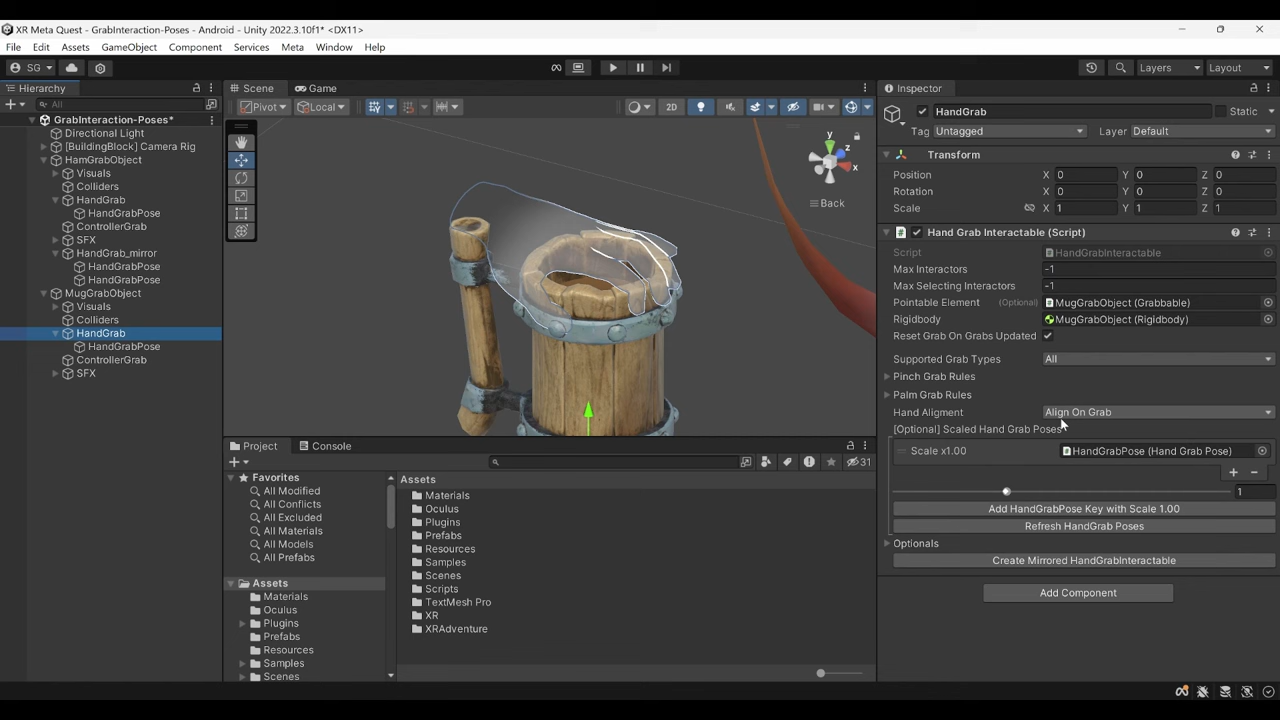 XR Meta Quest - GrabInteraction-Poses - Android - Unity 2022.3.10f1* <DX11>
File Edit Assets GameObject Component Services Meta Window Help
SG Layers Layout
Hierarchy
All
GrabInteraction-Poses*
Directional Light
[BuildingBlock] Camera Rig
HamGrabObject
Visuals
Colliders
HandGrab
HandGrabPose
ControllerGrab
SFX
HandGrab_mirror
HandGrabPose
HandGrabPose
MugGrabObject
Visuals
Colliders
HandGrab
HandGrabPose
ControllerGrab
SFX
Scene Game
Pivot Local 2D
y
z
x
Back
Project Console
31
Favorites
All Modified
All Conflicts
All Excluded
All Materials
All Models
All Prefabs
Assets
Materials
Oculus
Plugins
Prefabs
Resources
Samples
Scenes
Assets
Materials
Oculus
Plugins
Prefabs
Resources
Samples
Scenes
Scripts
TextMesh Pro
XR
XRAdventure
Inspector
HandGrab Static
Tag Untagged Layer Default
Transform
Position X 0 Y 0 Z 0
Rotation X 0 Y 0 Z 0
Scale X 1 Y 1 Z 1
# Hand Grab Interactable (Script)
Script HandGrabInteractable
Max Interactors -1
Max Selecting Interactors -1
Pointable Element (Optional) MugGrabObject (Grabbable)
Rigidbody MugGrabObject (Rigidbody)
Reset Grab On Grabs Updated
Supported Grab Types All
Pinch Grab Rules
Palm Grab Rules
Hand Aligment Align On Grab
[Optional] Scaled Hand Grab Poses
Scale x1.00 HandGrabPose (Hand Grab Pose)
+ −
1
Add HandGrabPose Key with Scale 1.00
Refresh HandGrab Poses
Optionals
Create Mirrored HandGrabInteractable
Add Component